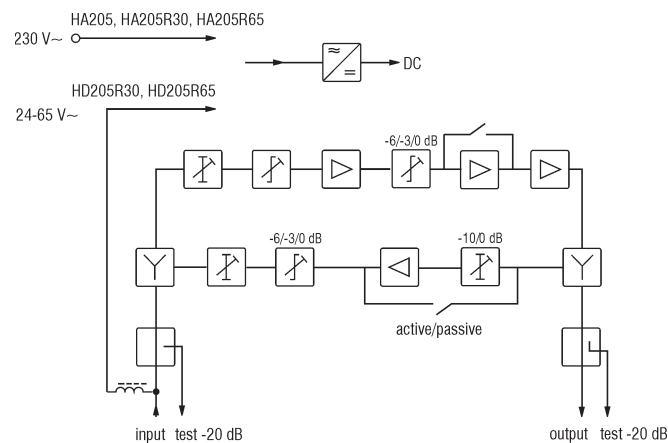 HA205, HA205R30, HA205R65
230 V~
DC
HD205R30, HD205R65
24-65 V~
-6/-3/0 dB
-6/-3/0 dB
-10/0 dB
active/passive
input test -20 dB
output test -20 dB